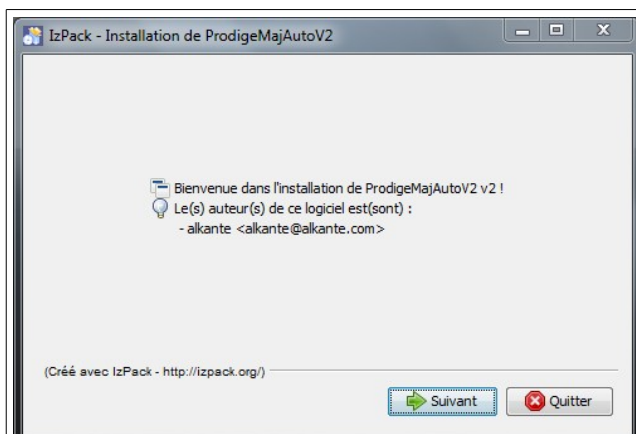 IzPack - Installation de ProdigeMajAutoV2
Bienvenue dans l'installation de ProdigeMajAutoV2 v2 !
Le(s) auteur(s) de ce logiciel est(sont) :
- alkante <alkante@alkante.com>
(Créé avec IzPack - http://izpack.org/)
Suivant
Quitter